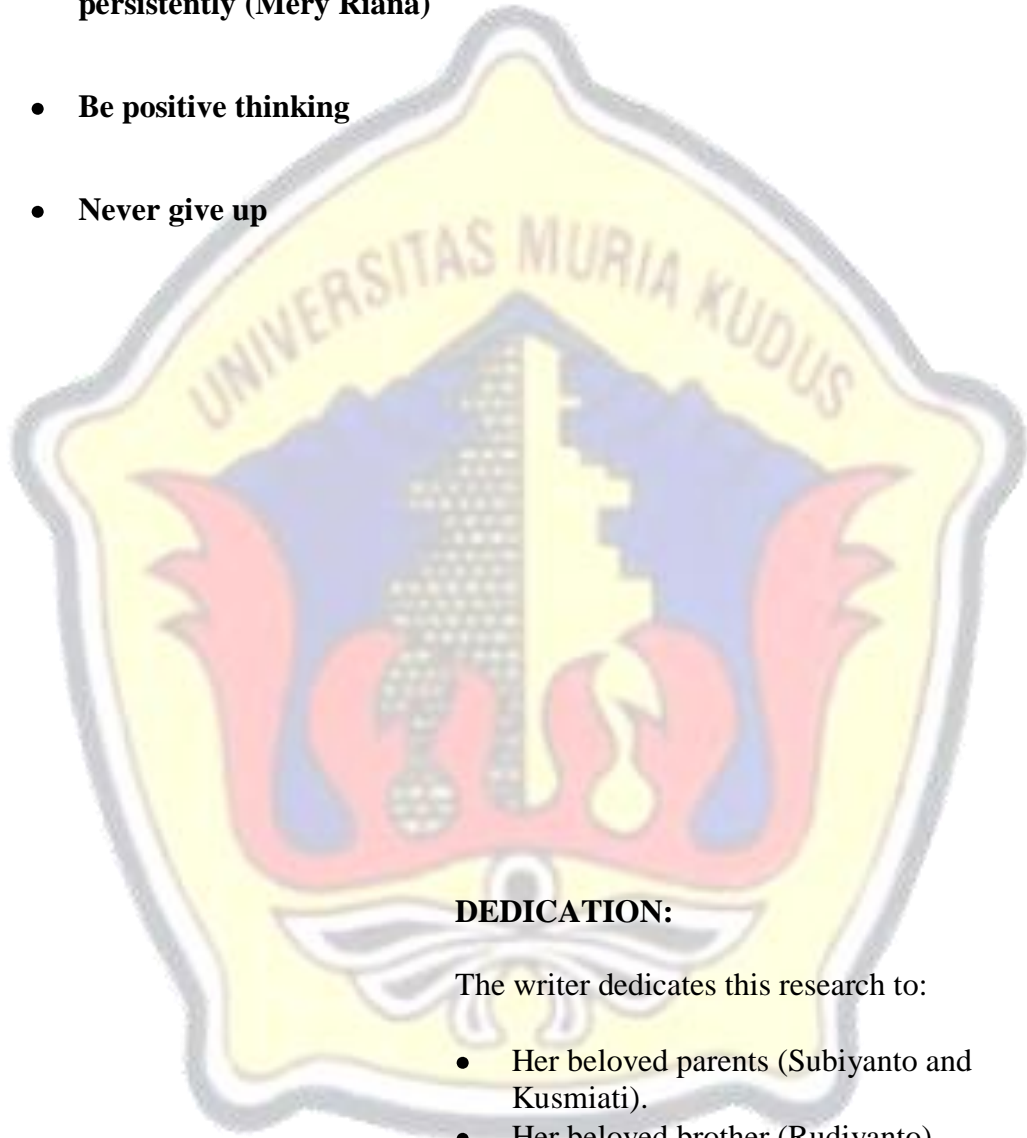 persistently (Mery Riana)
Be positive thinking
Never give up
UNIVERSITAS MURIA KUDUS
DEDICATION:
The writer dedicates this research to:
Her beloved parents (Subiyanto and
Kusmiati).
Her beloved brother (Rudiyanto)